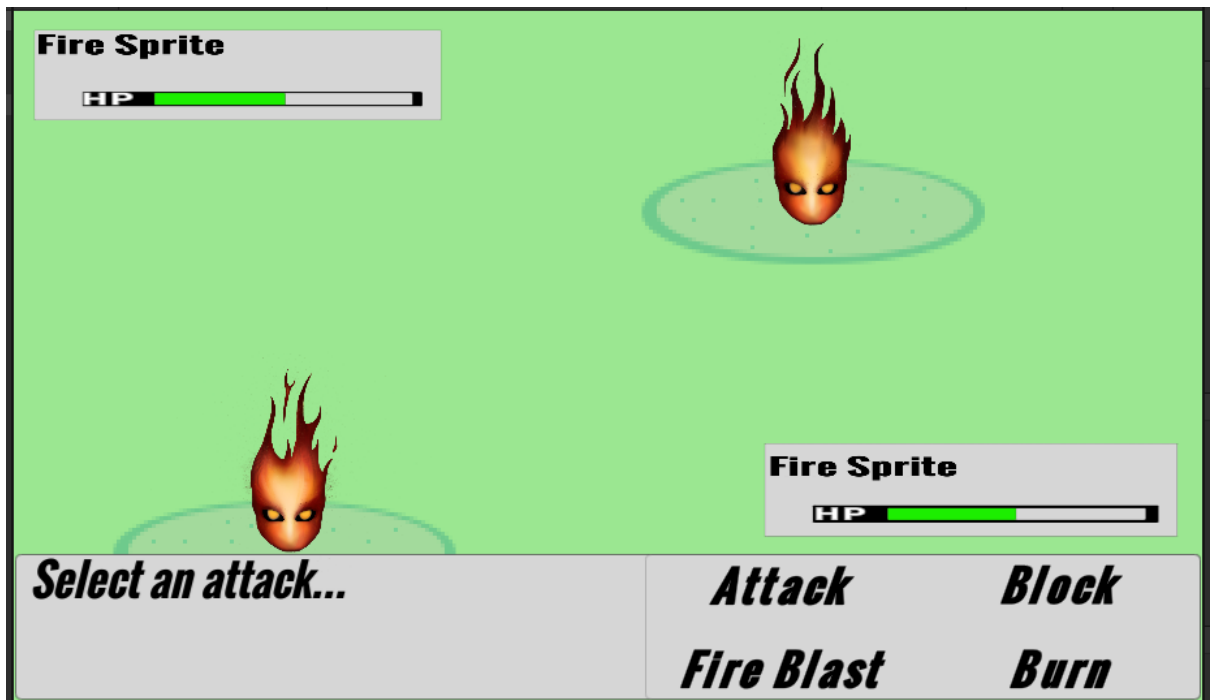 Fire Sprite
HP
Fire Sprite
HP
Select an attack...
Attack Block
Fire Blast Burn